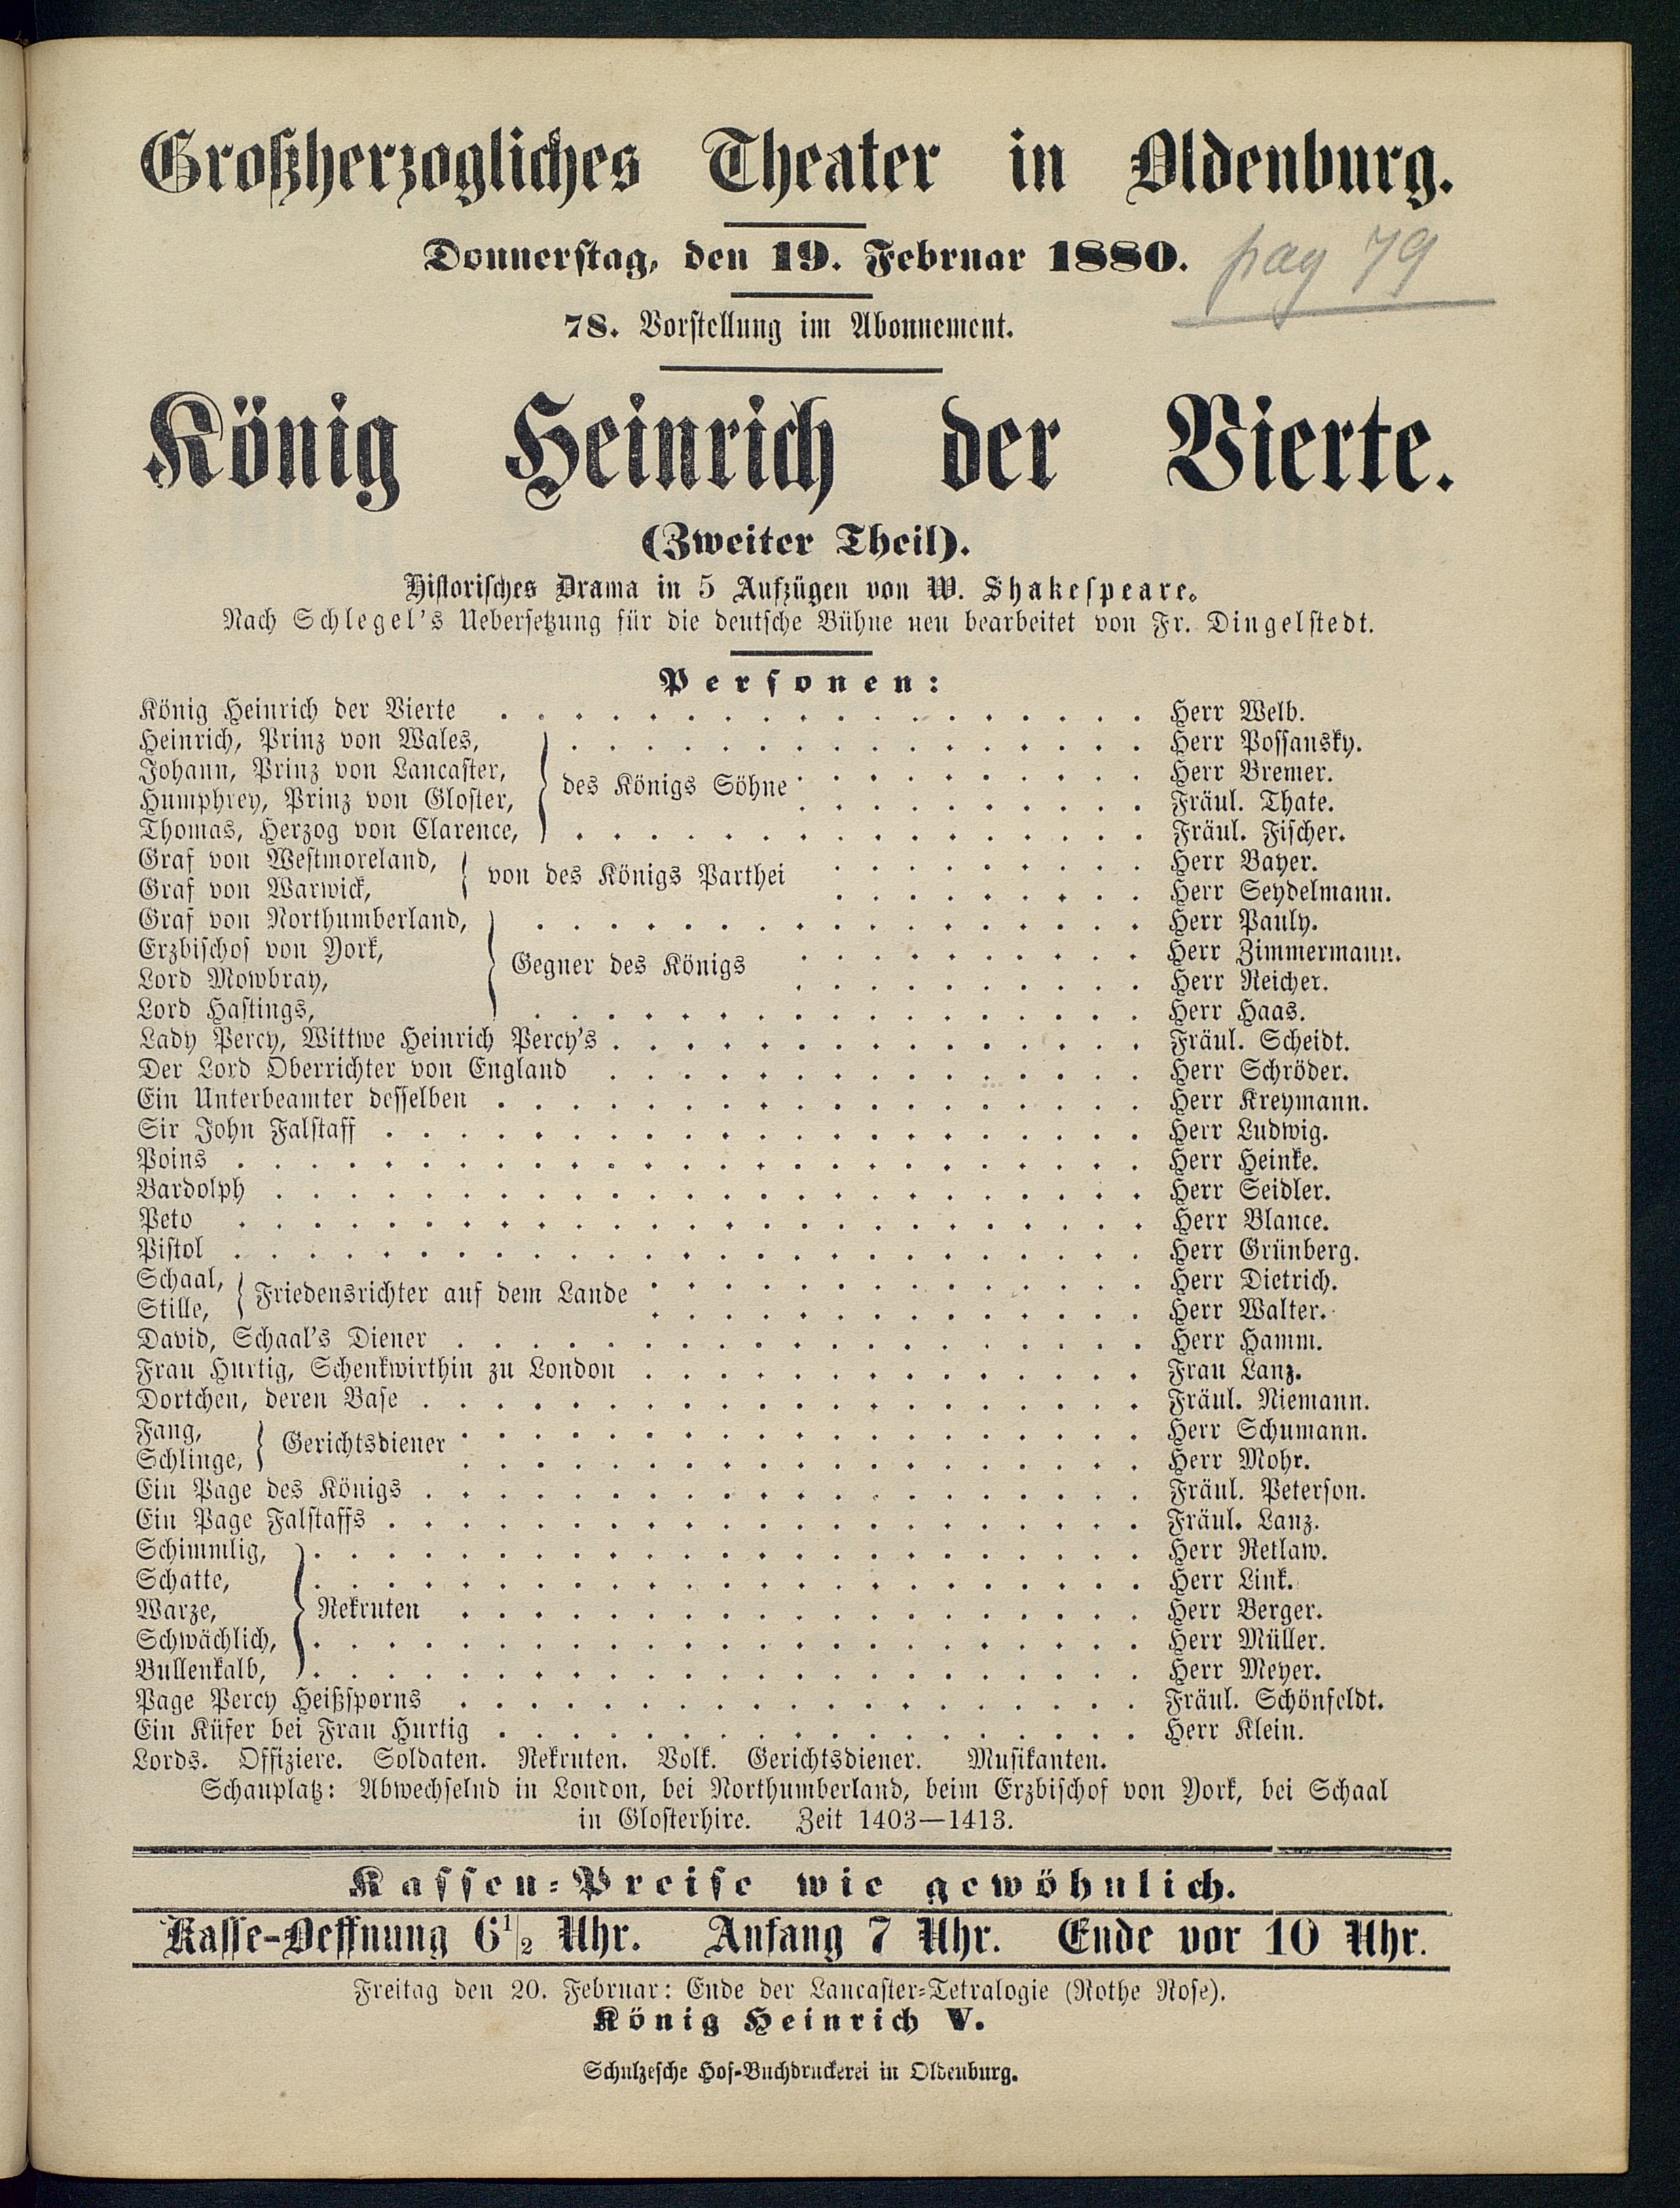 Großherzogliches Theater in Oldenburg.
Donnerstag, den 19. Februar 1880.
pag 79
78. Vorstellung im Abonnement.
König Heinrich der Vierte.
(Zweiter Theil).
Historisches Drama in 5 Aufzügen von W. Shakespeare.
Nach Schlegel's Uebersetzung für die deutsche Bühne neu bearbeitet von Fr. Dingelstedt.
Personen:
König Heinrich der Vierte . . . Herr Welb.
Heinrich, Prinz von Wales, . . . Herr Possansky.
Johann, Prinz von Lancaster, . . . Herr Bremer.
des Königs Söhne
Humphrey, Prinz von Gloster, . . . Fräul. Thate.
Thomas, Herzog von Clarence, . . . Fräul. Fischer.
Graf von Westmoreland, . . . Herr Bayer.
von des Königs Parthei
Graf von Warwick, . . . Herr Seydelmann.
Graf von Northumberland, . . . Herr Pauly.
Erzbischof von York, . . . Herr Zimmermann.
Gegner des Königs
Lord Mowbray, . . . Herr Reicher.
Lord Hastings, . . . Herr Haas.
Lady Percy, Wittwe Heinrich Percy's . . . Fräul. Scheidt.
Der Lord Oberrichter von England . . . Herr Schröder.
Ein Unterbeamter desselben . . . Herr Kreymann.
Sir John Falstaff . . . Herr Ludwig.
Poins . . . Herr Heinke.
Bardolph . . . Herr Seidler.
Peto . . . Herr Blance.
Pistol . . . Herr Grünberg.
Schaal, . . . Herr Dietrich.
Friedensrichter auf dem Lande
Stille, . . . Herr Walter.
David, Schaal's Diener . . . Herr Hamm.
Frau Hurtig, Schenkwirthin zu London . . . Frau Lanz.
Dortchen, deren Base . . . Fräul. Niemann.
Fang, . . . Herr Schumann.
Gerichtsdiener
Schlinge, . . . Herr Mohr.
Ein Page des Königs . . . Fräul. Peterson.
Ein Page Falstaffs . . . Fräul. Lanz.
Schimmlig, . . . Herr Retlaw.
Schatte, . . . Herr Link.
Warze, Rekruten . . . Herr Berger.
Schwächlich, . . . Herr Müller.
Bullenkalb, . . . Herr Meyer.
Page Percy Heißsporns . . . Fräul. Schönfeldt.
Ein Küfer bei Frau Hurtig . . . Herr Klein.
Lords. Offiziere. Soldaten. Rekruten. Volk. Gerichtsdiener. Musikanten.
Schauplatz: Abwechselnd in London, bei Northumberland, beim Erzbischof von York, bei Schaal
in Glosterhire. Zeit 1403—1413.
Kassen-Preise wie gewöhnlich.
Kasse-Oeffnung 6 1/2 Uhr. Anfang 7 Uhr. Ende vor 10 Uhr.
Freitag den 20. Februar: Ende der Lancaster-Tetralogie (Rothe Rose).
König Heinrich V.
Schulzesche Hof-Buchdruckerei in Oldenburg.